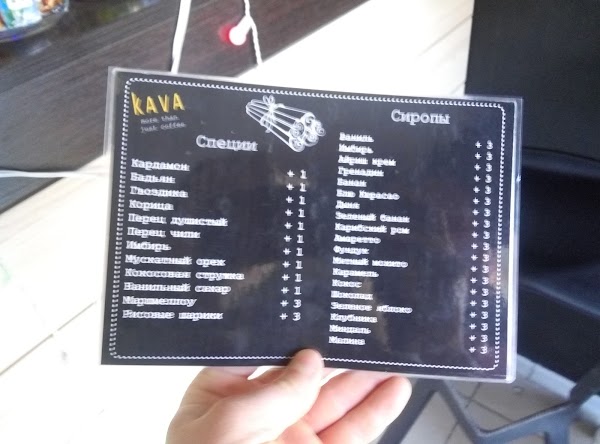 KAVA
more than
just coffee
Специи
Кардамон + 1
Бадьян + 1
Гвоздика + 1
Корица + 1
Перец душистый + 1
Перец чили + 1
Имбирь + 1
Мускатный орех + 1
Кокосовая стружка + 1
Ванильный сахар + 1
Маршмеллоу + 3
Рисовые шарики + 3
Сиропы
Ваниль + 3
Имбирь + 3
Айриш крем + 3
Гренадин + 3
Банан + 3
Блю Кюрасао + 3
Дыня + 3
Зеленый банан + 3
Карибский ром + 3
Амаретто + 3
Фундук + 3
Мятный мохито + 3
Карамель + 3
Кокос + 3
Шоколад + 3
Зеленое яблоко + 3
Клубника + 3
Миндаль + 3
Малина + 3